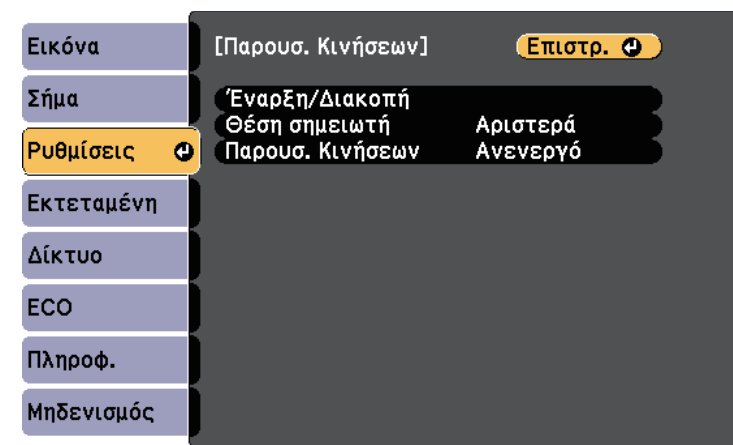 Εικόνα
Σήμα
Ρυθμίσεις
Εκτεταμένη
Δίκτυο
ECO
Πληροφ.
Μηδενισμός
[Παρουσ. Κινήσεων] Επιστρ.
Έναρξη/Διακοπή
Θέση σημειωτή Αριστερά
Παρουσ. Κινήσεων Ανενεργό